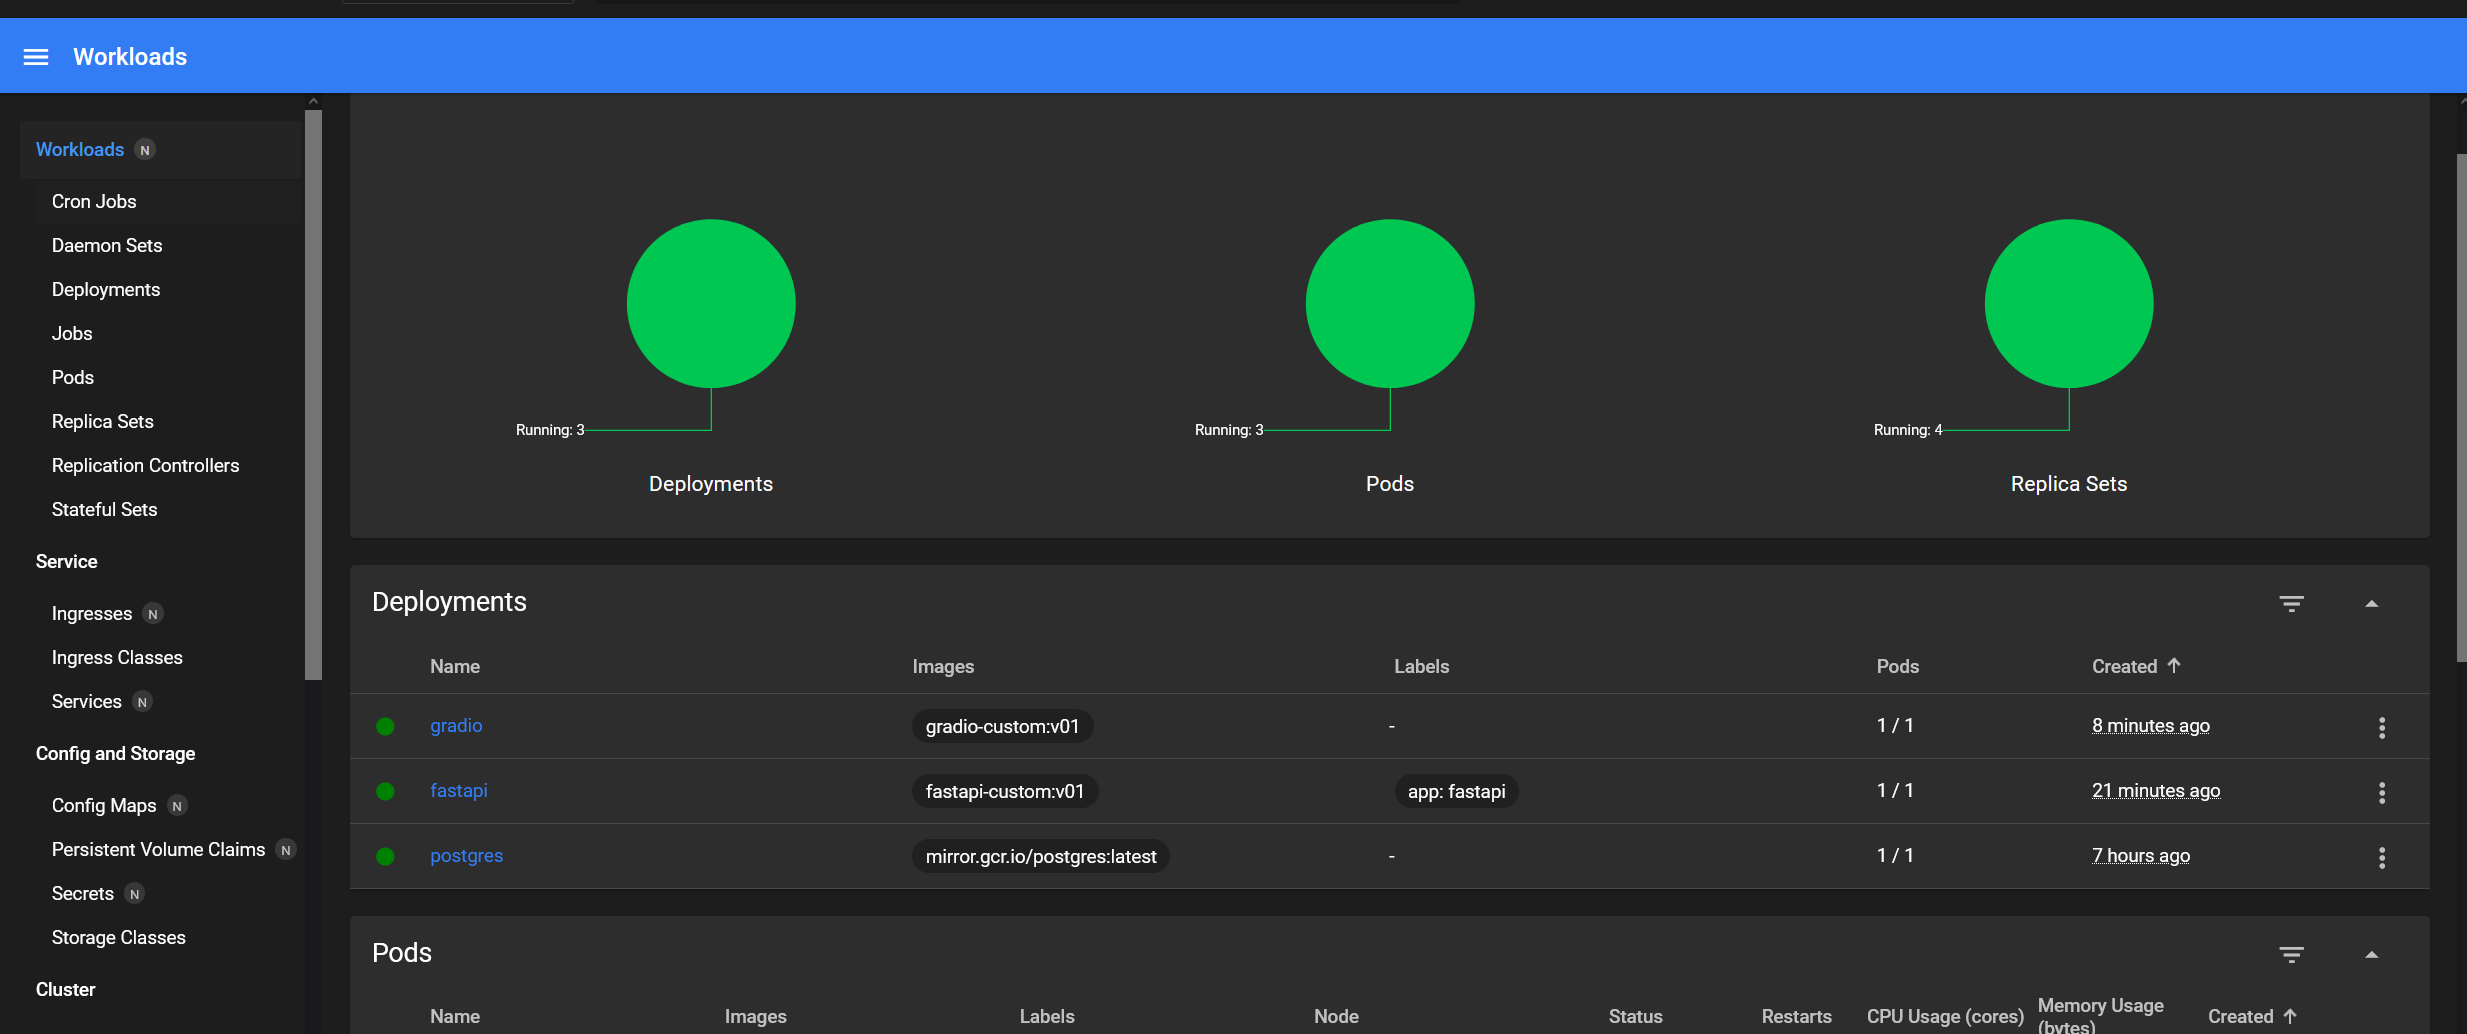 Workloads
Workloads N
Cron Jobs
Daemon Sets
Deployments
Jobs
Pods
Replica Sets
Replication Controllers
Stateful Sets
Service
Ingresses N
Ingress Classes
Services N
Config and Storage
Config Maps N
Persistent Volume Claims N
Secrets N
Storage Classes
Cluster
Running: 3
Deployments
Running: 3
Pods
Running: 4
Replica Sets
Deployments
Name Images Labels Pods Created
gradio gradio-custom:v01 - 1 / 1 8 minutes ago
fastapi fastapi-custom:v01 app: fastapi 1 / 1 21 minutes ago
postgres mirror.gcr.io/postgres:latest - 1 / 1 7 hours ago
Pods
Name Images Labels Node Status Restarts CPU Usage (cores) Memory Usage (bytes) Created